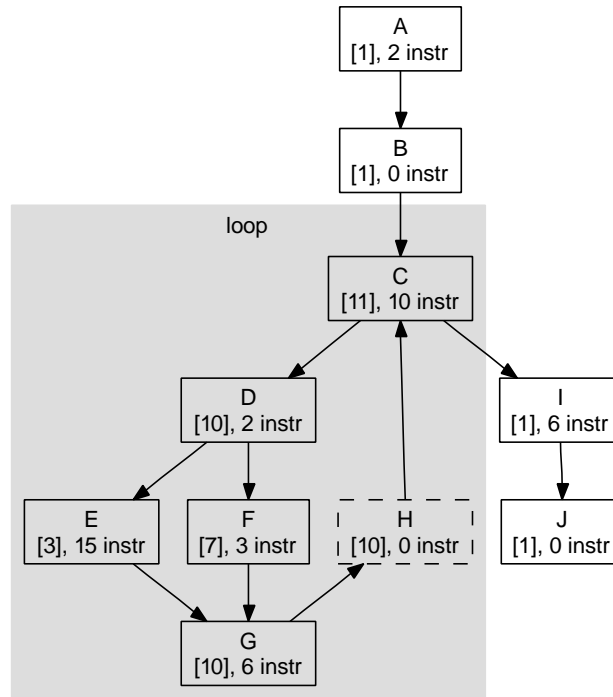 A
[1], 2 instr
B
[1], 0 instr
loop
C
[11], 10 instr
D
[10], 2 instr
I
[1], 6 instr
E
[3], 15 instr
F
[7], 3 instr
H
[10], 0 instr
J
[1], 0 instr
G
[10], 6 instr